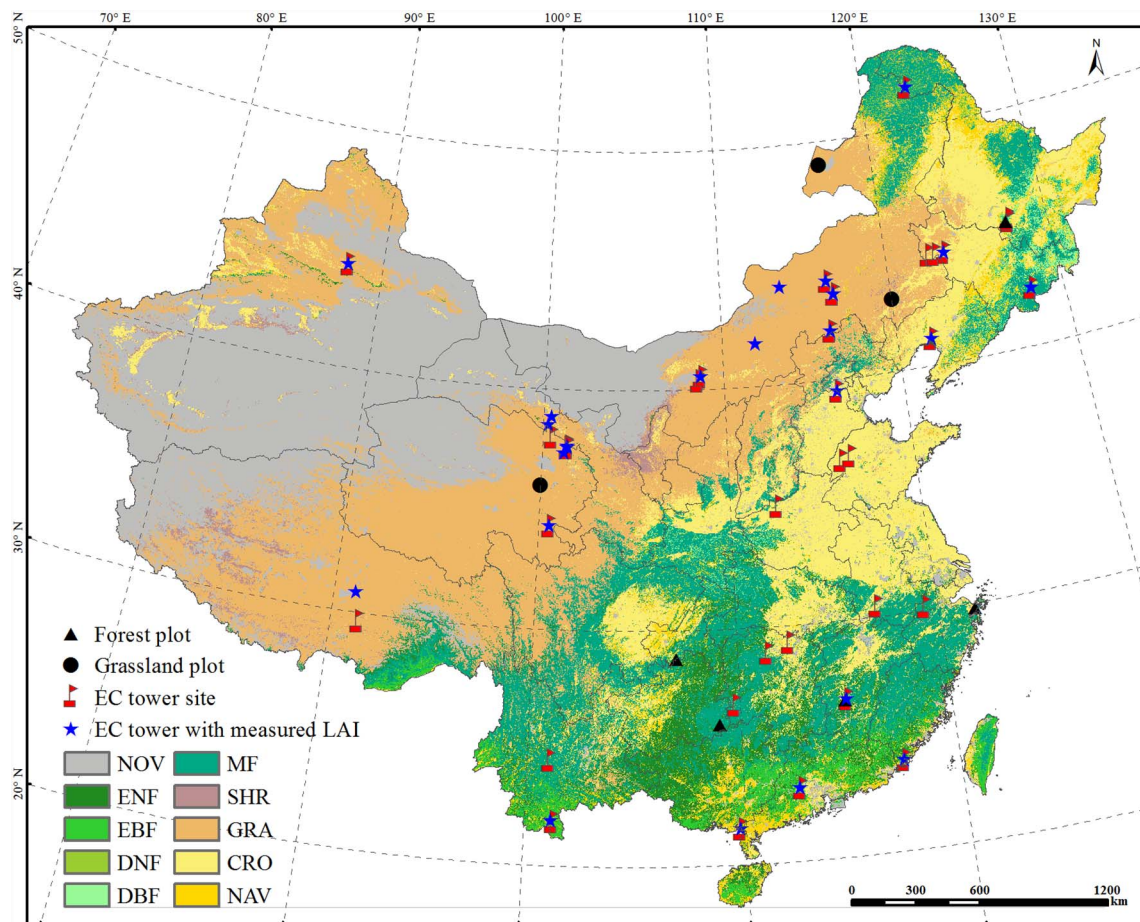 70° E 80° E 90° E 100° E 110° E 120° E 130° E
50° N
N
40° N
30° N
20° N
Forest plot
Grassland plot
EC tower site
EC tower with measured LAI
NOV MF
ENF SHR
EBF GRA
DNF CRO
DBF NAV
0 300 600 1200
km